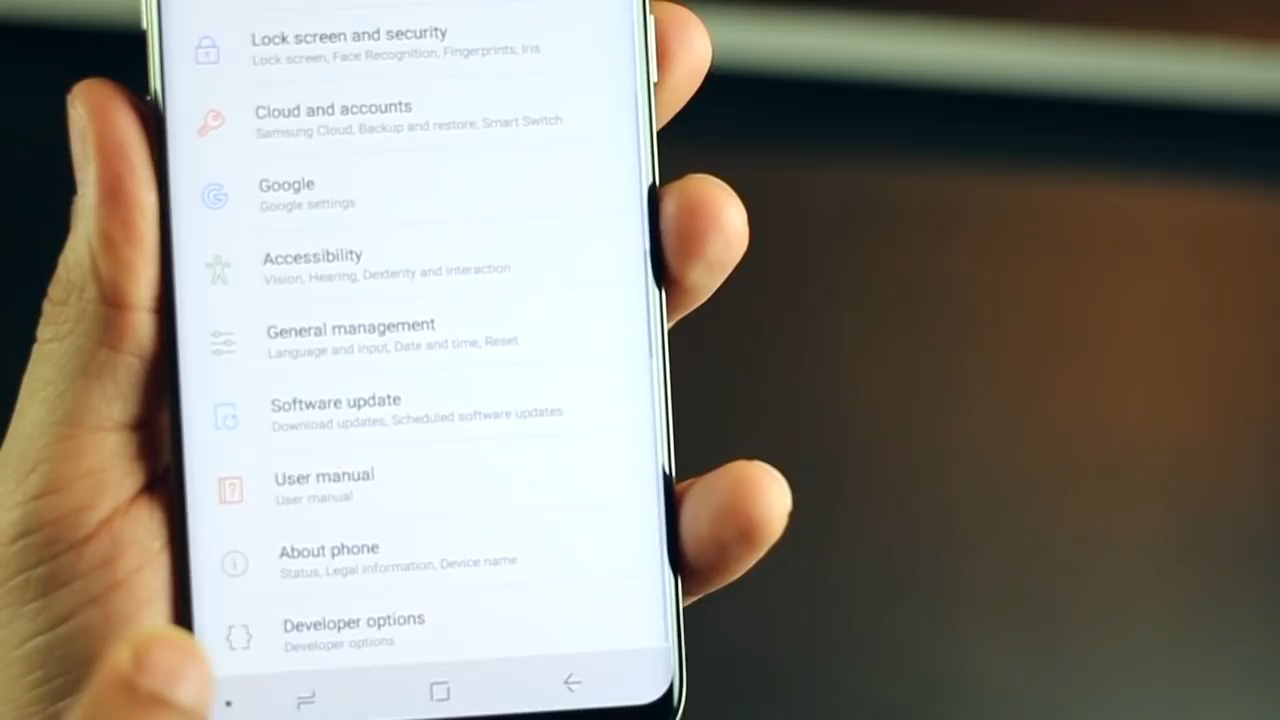 Lock screen and security
Lock screen, Face Recognition, Fingerprints, Iris
Cloud and accounts
Samsung Cloud, Backup and restore, Smart Switch
Google
Google settings
Accessibility
Vision, Hearing, Dexterity and interaction
General management
Language and input, Date and time, Reset
Software update
Download updates, Scheduled software updates
User manual
User manual
About phone
Status, Legal information, Device name
Developer options
Developer options